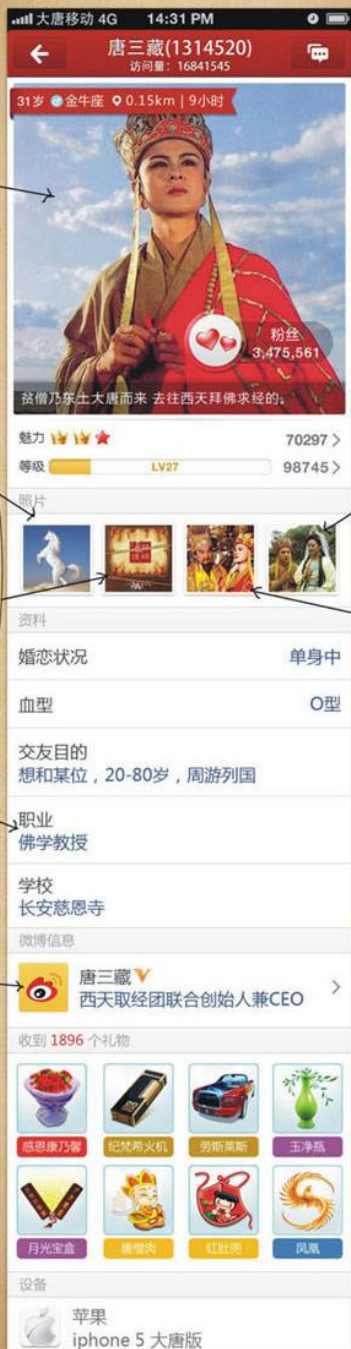 大唐移动 4G 14:31 PM
唐三藏(1314520)
访问量：16841545
31岁 金牛座 0.15km | 9小时
粉丝
3,475,561
贫僧乃东土大唐而来 去往西天拜佛求经的。
魅力 70297
等级 LV27 98745
照片
资料
婚恋状况 单身中
血型 O型
交友目的
想和某位，20-80岁，周游列国
职业
佛学教授
学校
长安慈恩寺
微博信息
唐三藏 V
西天取经团联合创始人兼CEO
收到 1896 个礼物
感恩康乃馨 纪梵希火机 劳斯莱斯 玉净瓶
月光宝盒 唐僧肉 红肚兜 凤凰
设备
苹果
iphone 5 大唐版